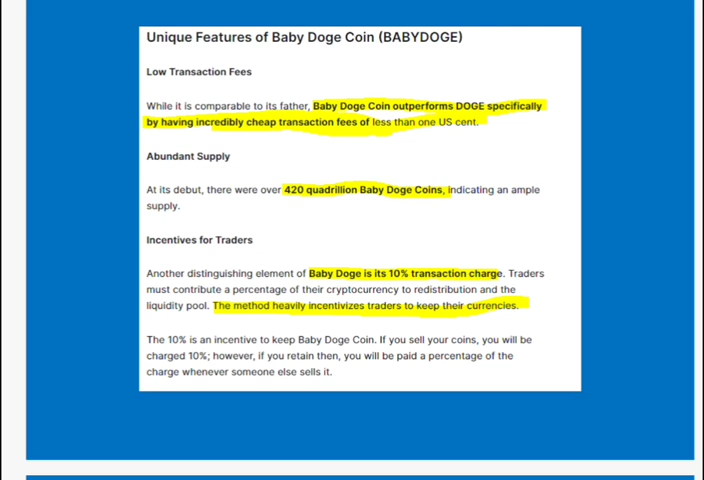 Unique Features of Baby Doge Coin (BABYDOGE)
Low Transaction Fees
While it is comparable to its father, Baby Doge Coin outperforms DOGE specifically
by having incredibly cheap transaction fees of less than one US cent.
Abundant Supply
At its debut, there were over 420 quadrillion Baby Doge Coins, indicating an ample
supply.
Incentives for Traders
Another distinguishing element of Baby Doge is its 10% transaction charge. Traders
must contribute a percentage of their cryptocurrency to redistribution and the
liquidity pool. The method heavily incentivizes traders to keep their currencies.
The 10% is an incentive to keep Baby Doge Coin. If you sell your coins, you will be
charged 10%; however, if you retain then, you will be paid a percentage of the
charge whenever someone else sells it.